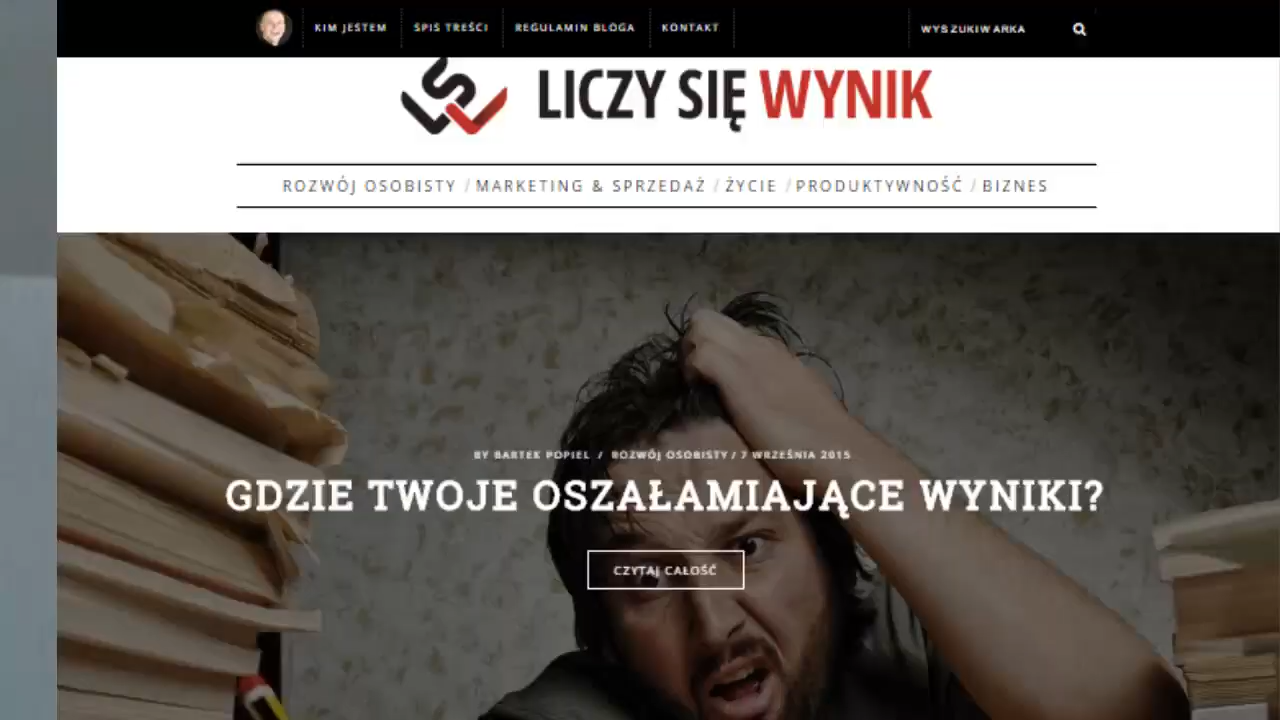 KIM JESTEM SPIS TREŚCI REGULAMIN BLOGA KONTAKT WYSZUKIWARKA
LICZY SIĘ WYNIK
ROZWÓJ OSOBISTY / MARKETING & SPRZEDAŻ / ŻYCIE / PRODUKTYWNOŚĆ / BIZNES
BY BARTEK POPIEL / ROZWÓJ OSOBISTY / 7 WRZEŚNIA 2015
GDZIE TWOJE OSZAŁAMIAJĄCE WYNIKI?
CZYTAJ CAŁOŚĆ